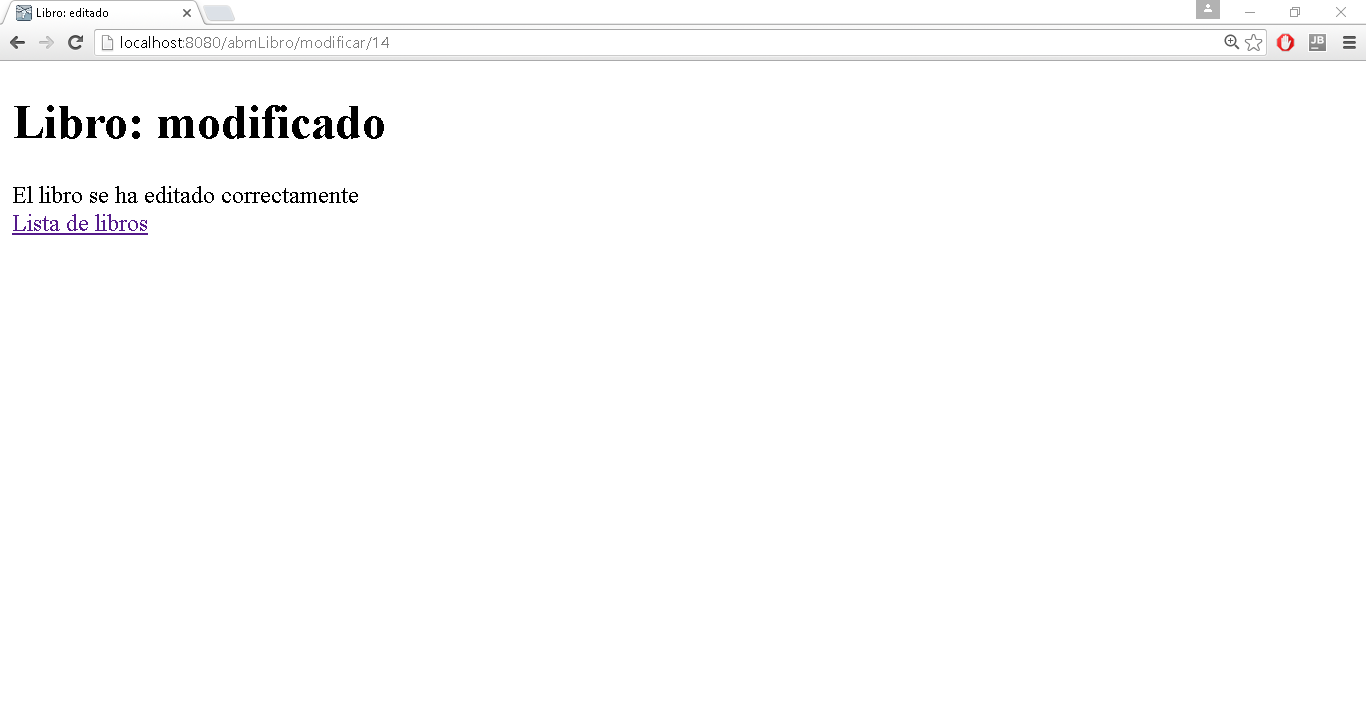 Libro: editado
localhost:8080/abmLibro/modificar/14
JB
Libro: modificado
El libro se ha editado correctamente
Lista de libros